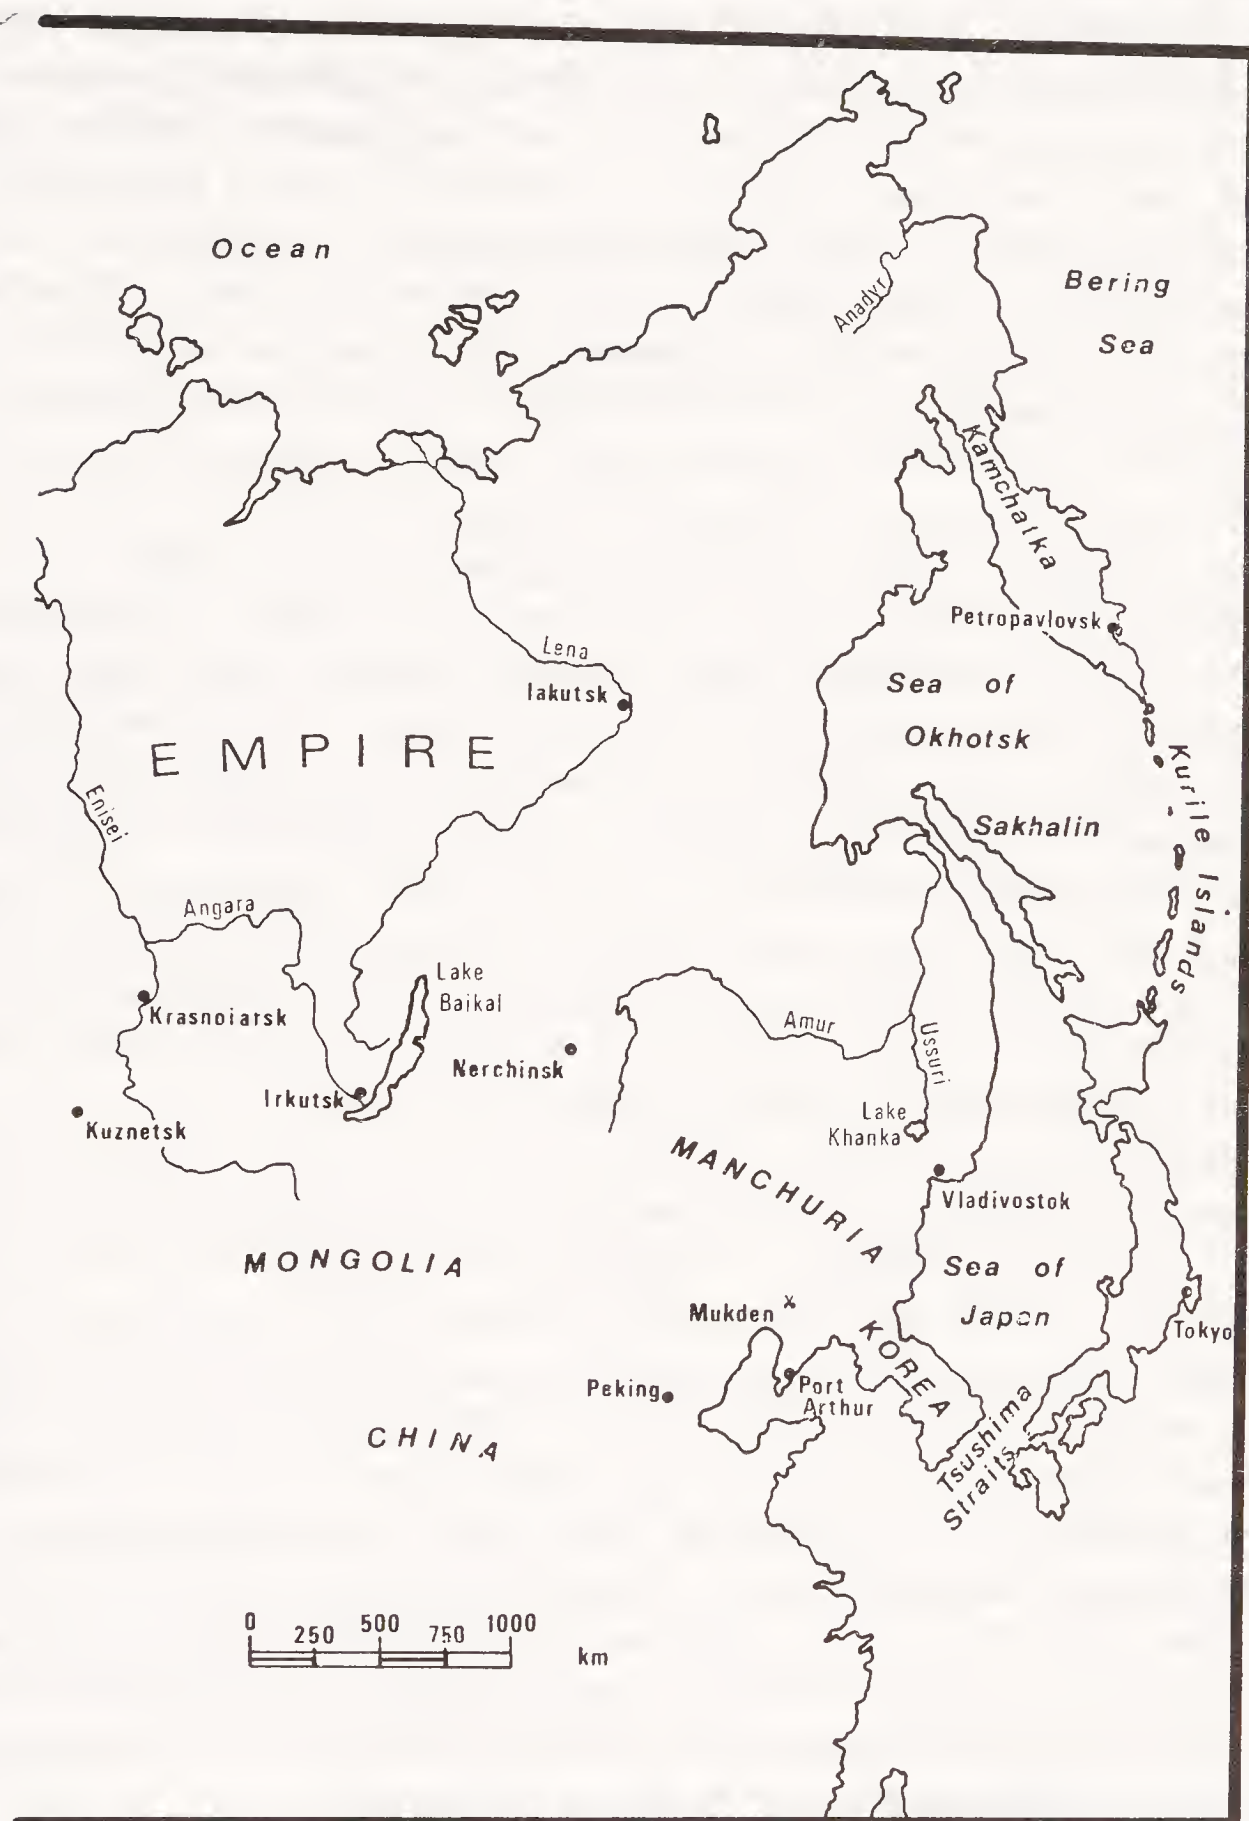 Ocean
Bering
Sea
Anadyr
Kamchatka
Petropavlovsk
Lena
Iakutsk
Sea of
Okhotsk
EMPIRE
Kurile Islands
Enisei
Sakhalin
Angara
Lake
Baikal
Krasnoiarsk
Amur
Ussuri
Nerchinsk
Irkutsk
Kuznetsk
Lake
Khanka
MANCHURIA
Vladivostok
MONGOLIA
Sea of
Japan
Mukden
Tokyo
KOREA
Peking
Port
Arthur
CHINA
Tsushima
Straits
0 250 500 750 1000
km